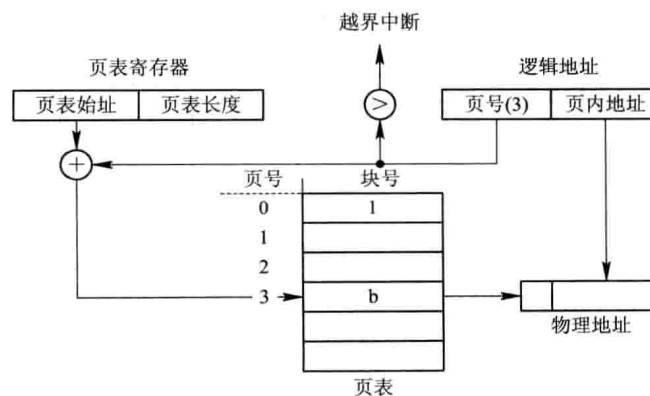 越界中断
页表寄存器
逻辑地址
页表始址 页表长度
>
页号(3) 页内地址
+
页号 块号
0 1
1
2
3 b
物理地址
页表